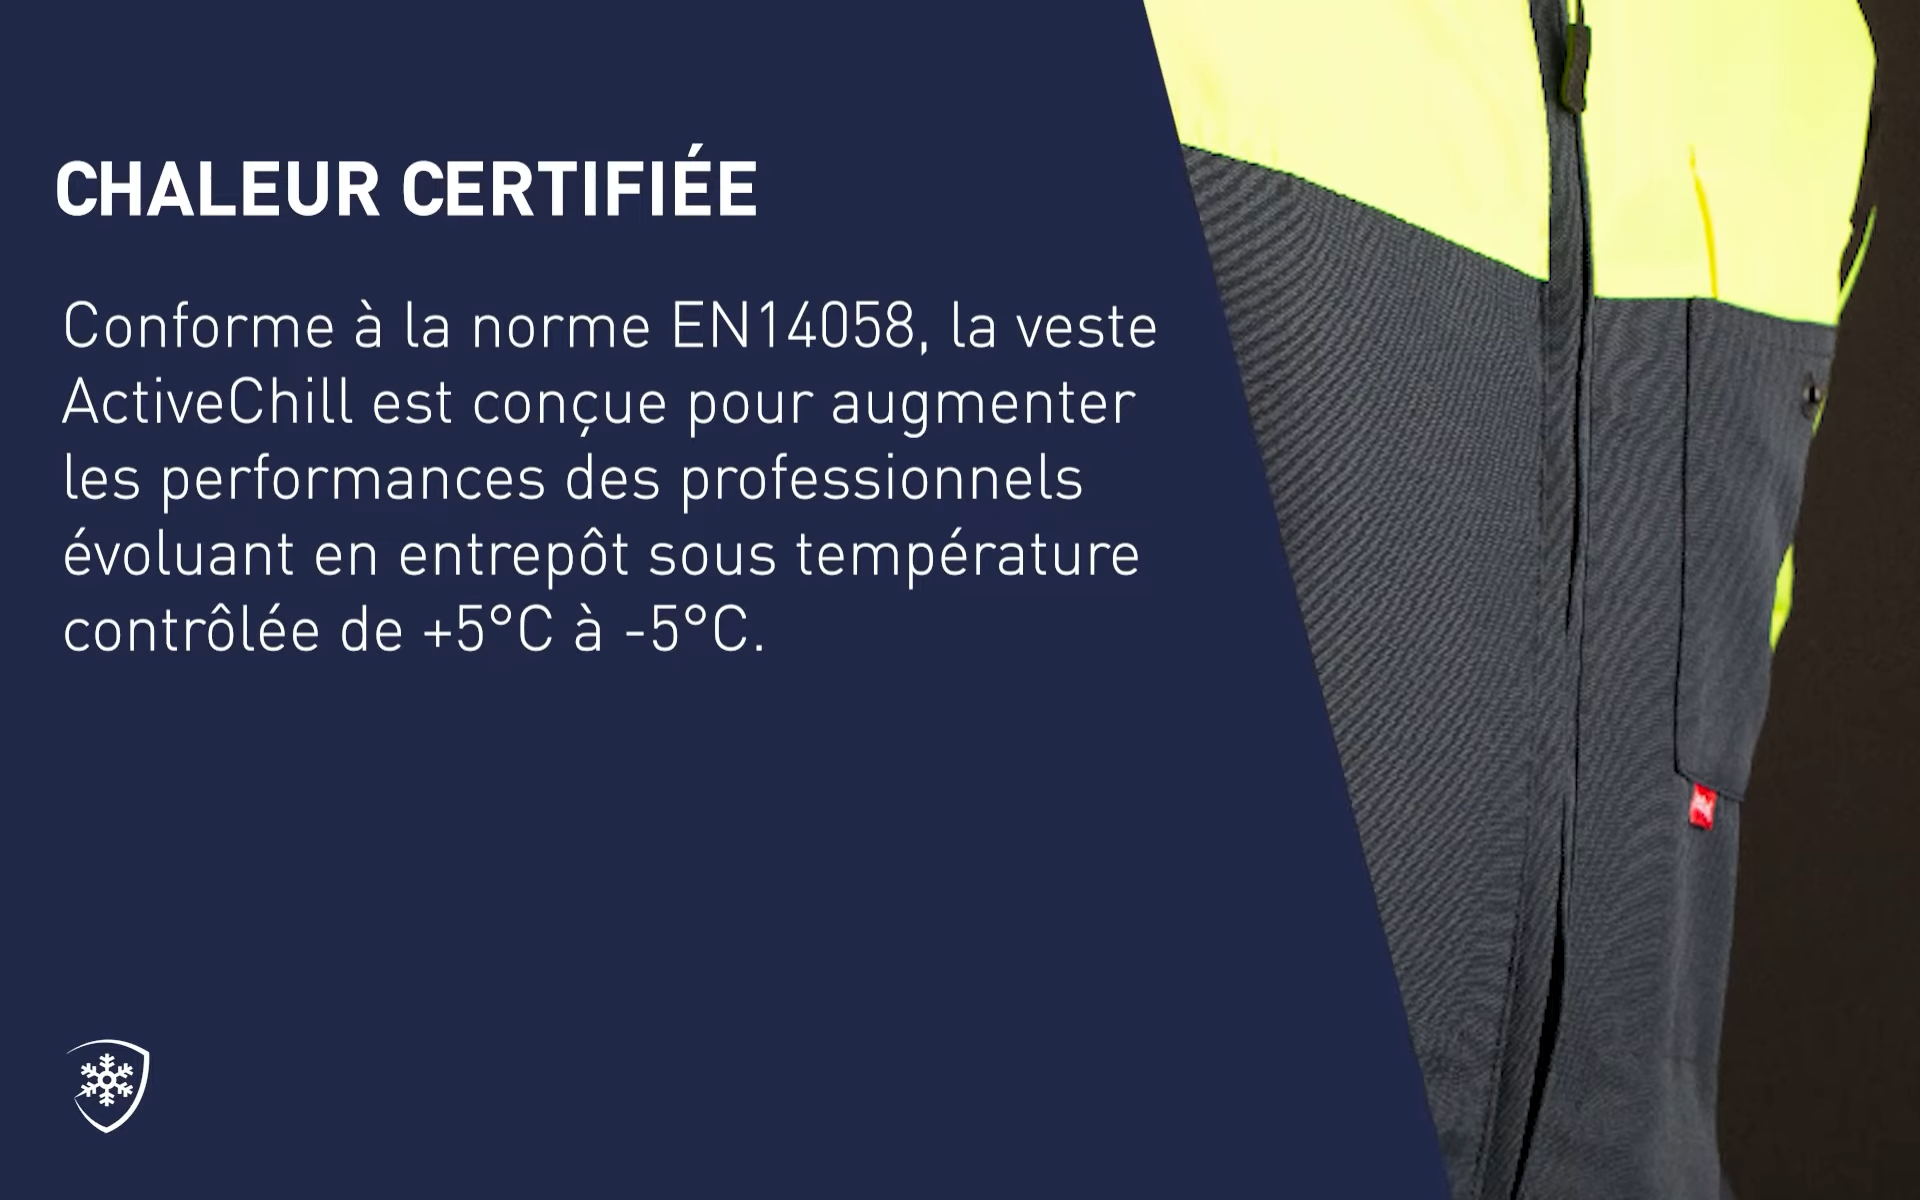 CHALEUR CERTIFIÉE
Conforme à la norme EN14058, la veste
ActiveChill est conçue pour augmenter
les performances des professionnels
évoluant en entrepôt sous température
contrôlée de +5°C à -5°C.